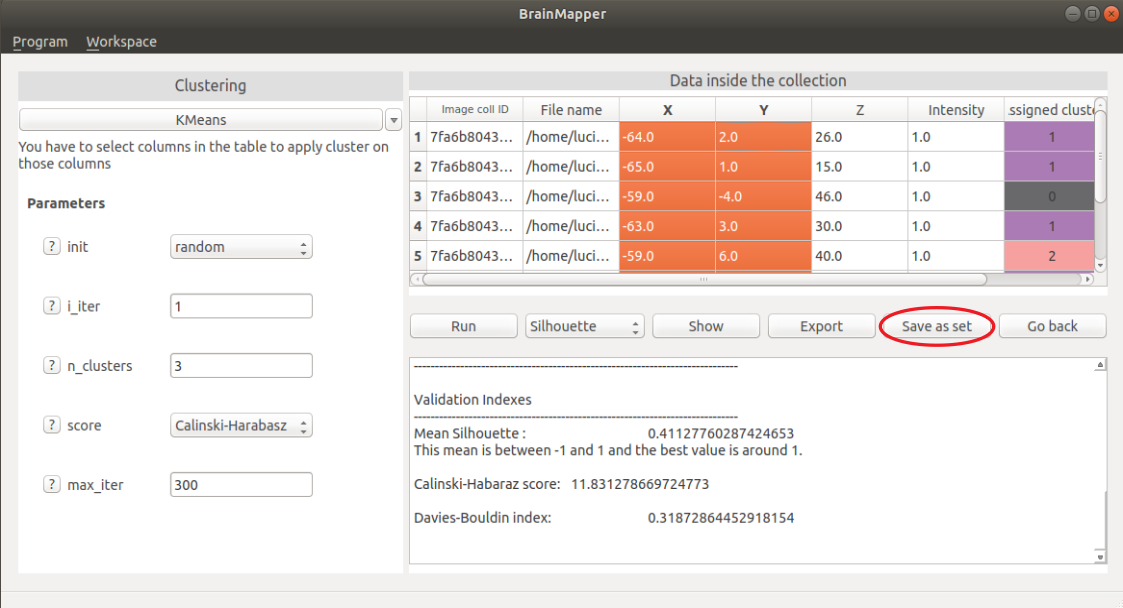 BrainMapper
Program Workspace
Clustering
KMeans
You have to select columns in the table to apply cluster on
those columns
Parameters
? init random
? i_iter 1
? n_clusters 3
? score Calinski-Harabasz
? max_iter 300
Data inside the collection
Image coll ID File name X Y Z Intensity ssigned cluste
1 7fa6b8043... /home/luci... -64.0 2.0 26.0 1.0 1
2 7fa6b8043... /home/luci... -65.0 1.0 15.0 1.0 1
3 7fa6b8043... /home/luci... -59.0 -4.0 46.0 1.0 0
4 7fa6b8043... /home/luci... -63.0 3.0 30.0 1.0 1
5 7fa6b8043... /home/luci... -59.0 6.0 40.0 1.0 2
Run Silhouette Show Export Save as set Go back
--------------------------------------------------------------------------------
Validation Indexes
--------------------------------------------------------------------------------
Mean Silhouette : 0.41127760287424653
This mean is between -1 and 1 and the best value is around 1.
Calinski-Habaraz score: 11.831278669724773
Davies-Bouldin index: 0.31872864452918154